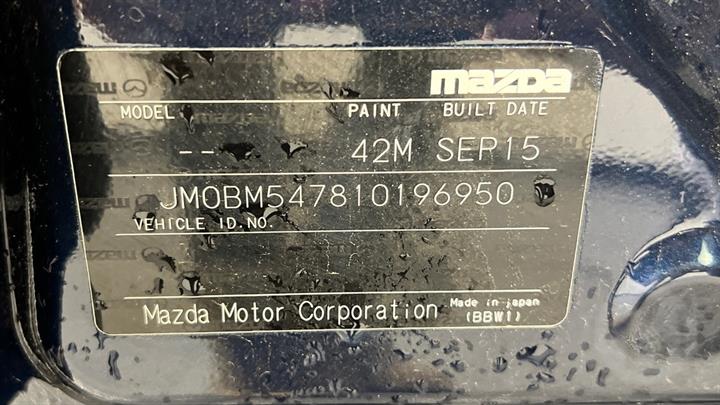 mazda
MODEL PAINT BUILT DATE
-- 42M SEP15
JM0BM547810196950
VEHICLE ID.NO.
Mazda Motor Corporation Made in japan
(BBW1)